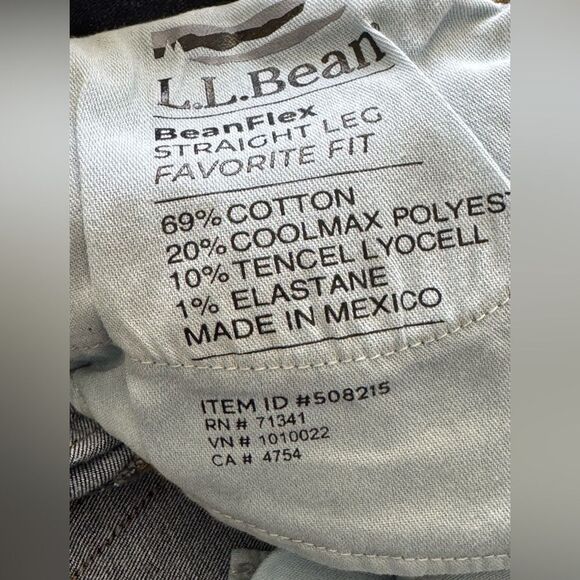 L.L.Bean
BeanFlex
STRAIGHT LEG
FAVORITE FIT
69% COTTON
20% COOLMAX POLYES
10% TENCEL LYOCELL
1% ELASTANE
MADE IN MEXICO
ITEM ID #508215
RN # 71341
VN # 1010022
CA # 4754